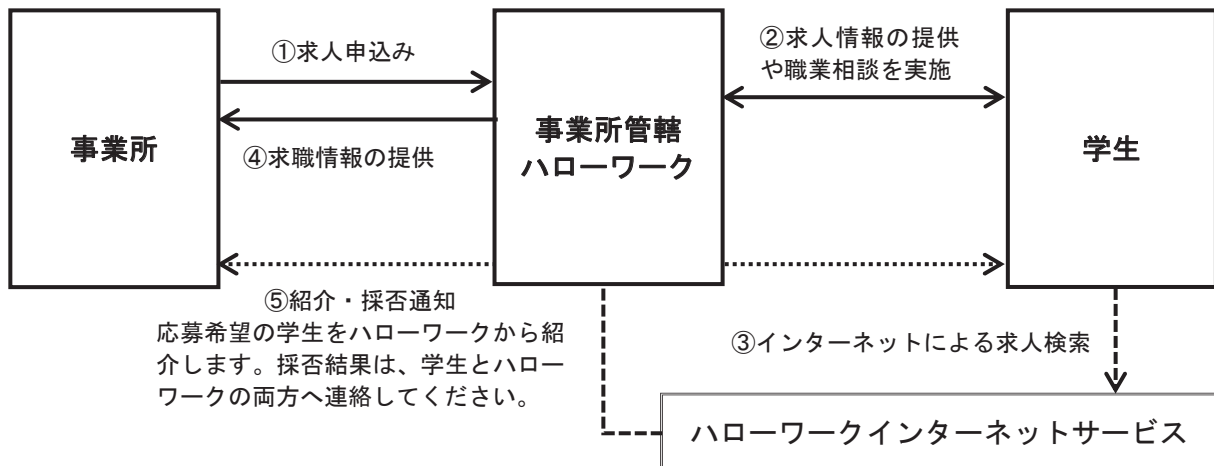 ①求人申込み
②求人情報の提供
や職業相談を実施
事業所
事業所管轄
ハローワーク
学生
④求職情報の提供
⑤紹介・採否通知
応募希望の学生をハローワークから紹
介します。採否結果は、学生とハロー
ワークの両方へ連絡してください。
③インターネットによる求人検索
ハローワークインターネットサービス